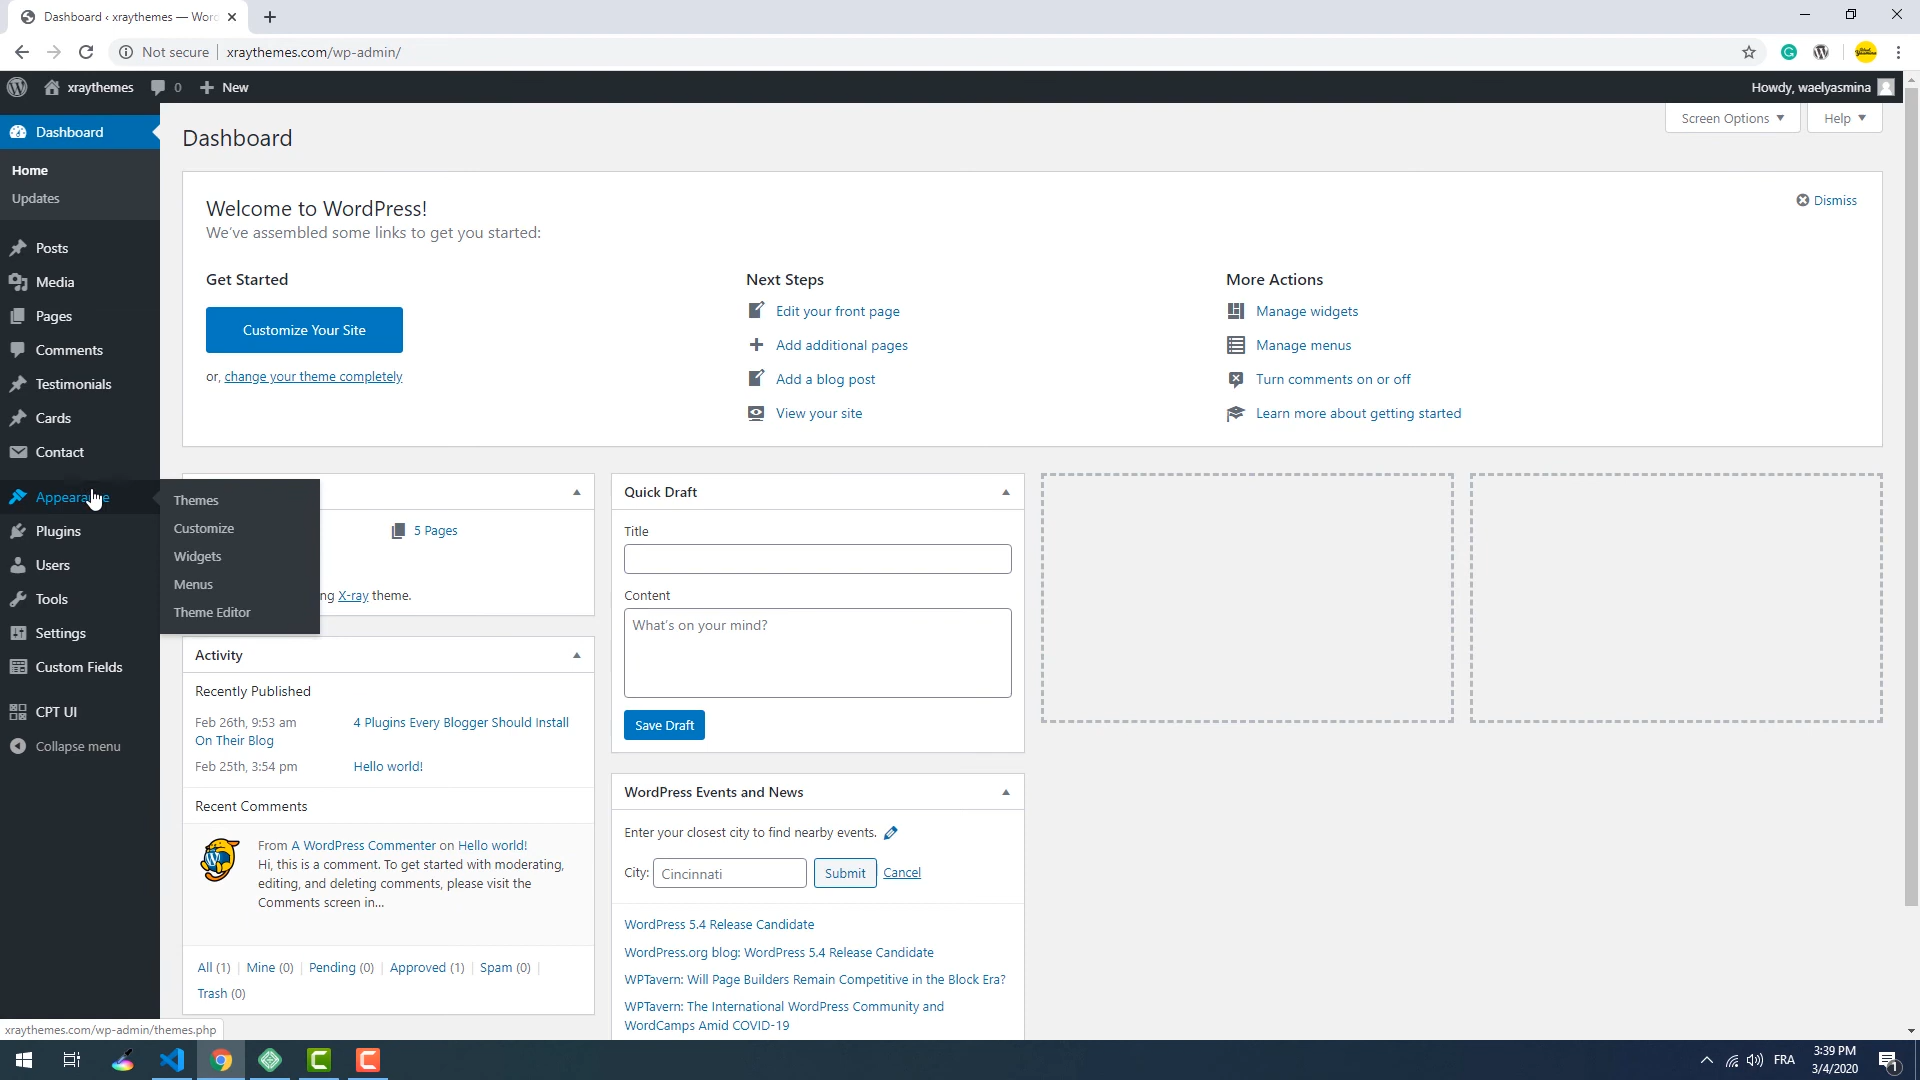 Dashboard ‹ xraythemes — Wor
Not secure
xraythemes.com/wp-admin/
xraythemes
0
New
Howdy, waelyasmina
Dashboard
Home
Updates
Posts
Media
Pages
Comments
Testimonials
Cards
Contact
Appearance
Plugins
Users
Tools
Settings
Custom Fields
CPT UI
Collapse menu
Themes
Customize
Widgets
Menus
Theme Editor
Dashboard
Screen Options
Help
Welcome to WordPress!
We've assembled some links to get you started:
Dismiss
Get Started
Customize Your Site
or, change your theme completely
Next Steps
Edit your front page
Add additional pages
Add a blog post
View your site
More Actions
Manage widgets
Manage menus
Turn comments on or off
Learn more about getting started
5 Pages
ng X-ray theme.
Activity
Recently Published
Feb 26th, 9:53 am 4 Plugins Every Blogger Should Install
On Their Blog
Feb 25th, 3:54 pm Hello world!
Recent Comments
From A WordPress Commenter on Hello world!
Hi, this is a comment. To get started with moderating,
editing, and deleting comments, please visit the
Comments screen in...
All (1) | Mine (0) | Pending (0) | Approved (1) | Spam (0) |
Trash (0)
Quick Draft
Title
Content
What's on your mind?
Save Draft
WordPress Events and News
Enter your closest city to find nearby events.
City: Cincinnati Submit Cancel
WordPress 5.4 Release Candidate
WordPress.org blog: WordPress 5.4 Release Candidate
WPTavern: Will Page Builders Remain Competitive in the Block Era?
WPTavern: The International WordPress Community and
WordCamps Amid COVID-19
xraythemes.com/wp-admin/themes.php
FRA
3:39 PM
3/4/2020
1